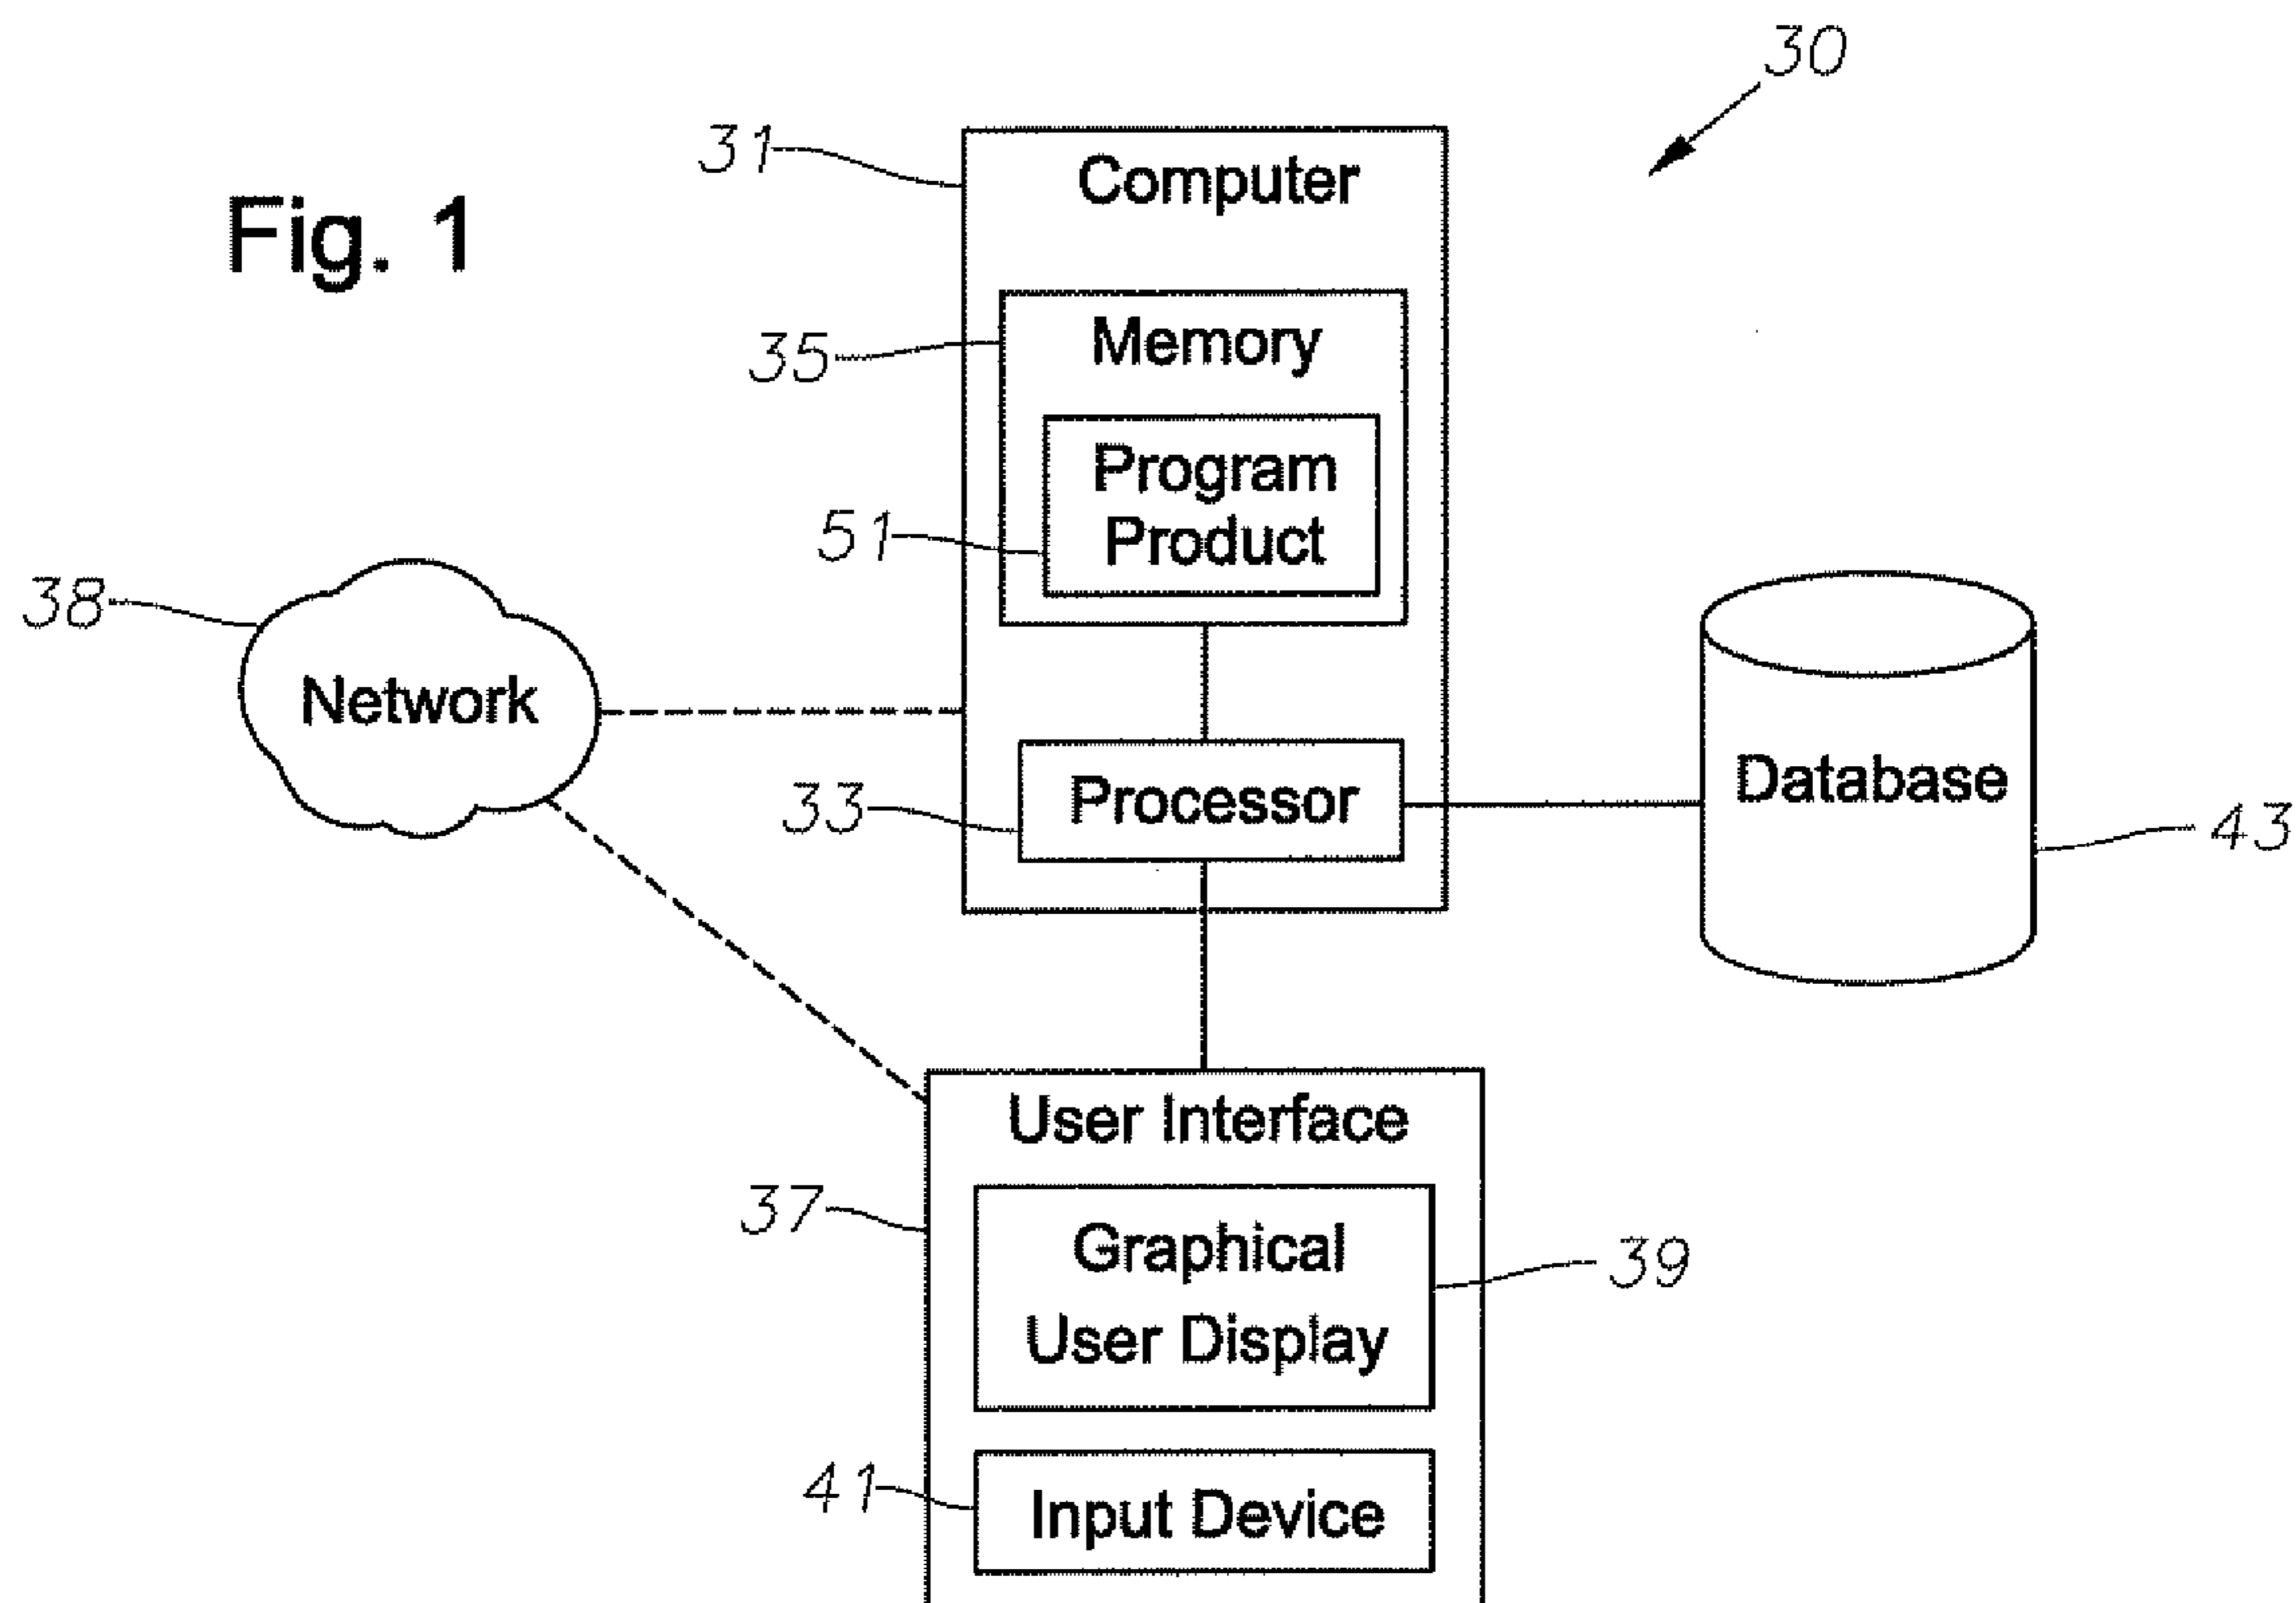 30
31
Computer
Fig. 1
35
Memory
Program
51
Product
38
Network
33
Processor
Database
43
User Interface
37
Graphical
39
User Display
41
Input Device